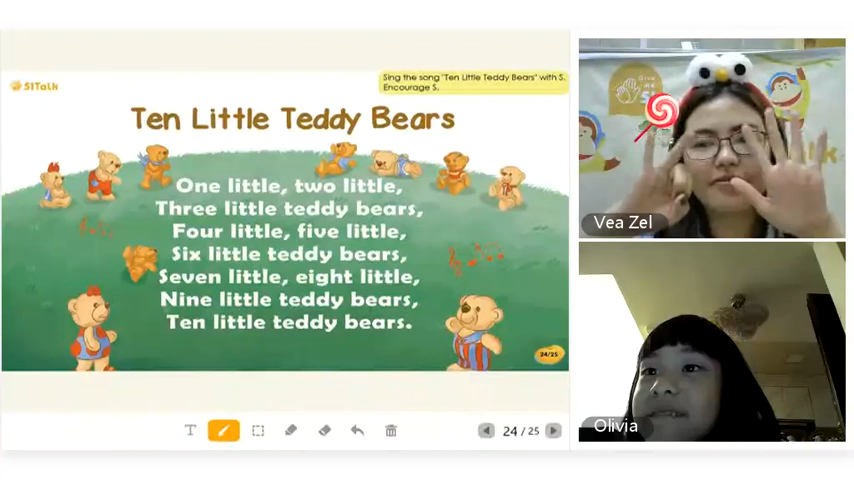 51Talk
Sing the song "Ten Little Teddy Bears" with S.
Encourage S.
Ten Little Teddy Bears
One little, two little,
Three little teddy bears,
Four little, five little,
Six little teddy bears,
Seven little, eight little,
Nine little teddy bears,
Ten little teddy bears.
24/25
T
24 / 25
Give
Vea Zel
Olivia